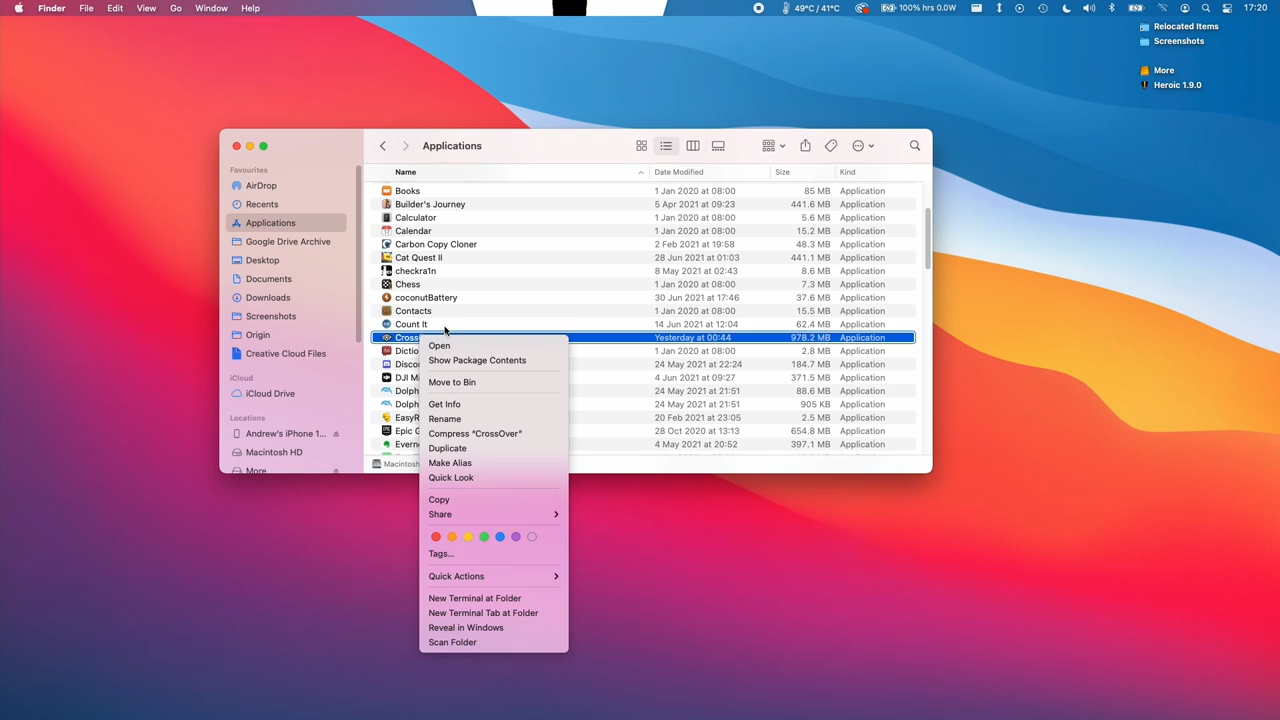 Finder File Edit View Go Window Help 49°C / 41°C 100% hrs 0.0W 17:20
Relocated Items
Screenshots
More
Heroic 1.9.0
Applications
Favourites
AirDrop
Recents
Applications
Google Drive Archive
Desktop
Documents
Downloads
Screenshots
Origin
Creative Cloud Files
iCloud
iCloud Drive
Locations
Andrew's iPhone 1...
Macintosh HD
More
Name Date Modified Size Kind
Books 1 Jan 2020 at 08:00 85 MB Application
Builder's Journey 5 Apr 2021 at 09:23 441.6 MB Application
Calculator 1 Jan 2020 at 08:00 5.6 MB Application
Calendar 1 Jan 2020 at 08:00 15.2 MB Application
Carbon Copy Cloner 2 Feb 2021 at 19:58 48.3 MB Application
Cat Quest II 28 Jun 2021 at 01:03 441.1 MB Application
checkra1n 8 May 2021 at 02:43 8.6 MB Application
Chess 1 Jan 2020 at 08:00 7.3 MB Application
coconutBattery 30 Jun 2021 at 17:46 37.6 MB Application
Contacts 1 Jan 2020 at 08:00 15.5 MB Application
Count It 14 Jun 2021 at 12:04 62.4 MB Application
Cross Yesterday at 00:44 978.2 MB Application
Dictio 1 Jan 2020 at 08:00 2.8 MB Application
Disco 24 May 2021 at 22:24 184.7 MB Application
DJI M 4 Jun 2021 at 09:27 371.5 MB Application
Dolph 24 May 2021 at 21:51 88.6 MB Application
Dolph 24 May 2021 at 21:51 905 KB Application
EasyR 20 Feb 2021 at 23:05 2.5 MB Application
Epic G 28 Oct 2020 at 13:13 654.8 MB Application
Evern 4 May 2021 at 20:52 397.1 MB Application
Macintosh
Open
Show Package Contents
Move to Bin
Get Info
Rename
Compress "CrossOver"
Duplicate
Make Alias
Quick Look
Copy
Share
Tags...
Quick Actions
New Terminal at Folder
New Terminal Tab at Folder
Reveal in Windows
Scan Folder